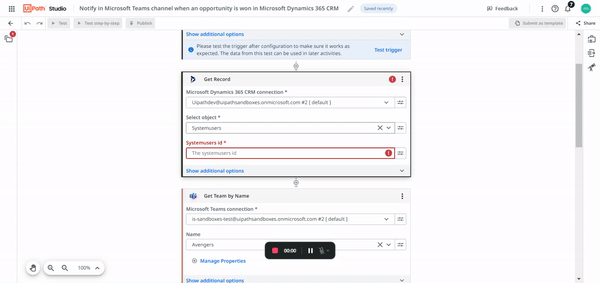 UiPath Studio
Notify in Microsoft Teams channel when an opportunity is won in Microsoft Dynamics 365 CRM
Saved recently
Feedback
7
Test
Test step-by-step
Publish
Submit as template
Share
Show additional options
Please test the trigger after configuration to make sure it works as
expected. The data from this test can be used in later activities.
Test trigger
Get Record
Microsoft Dynamics 365 CRM connection *
Uipathdev@uipathsandboxes.onmicrosoft.com #2 [ default ]
Select object *
Systemusers
Systemusers id *
The systemusers id
Show additional options
Get Team by Name
Microsoft Teams connection *
is-sandboxes-test@uipathsandboxes.onmicrosoft.com #2 [ default ]
Name
Avengers
00:00
Manage Properties
100%
Show additional options